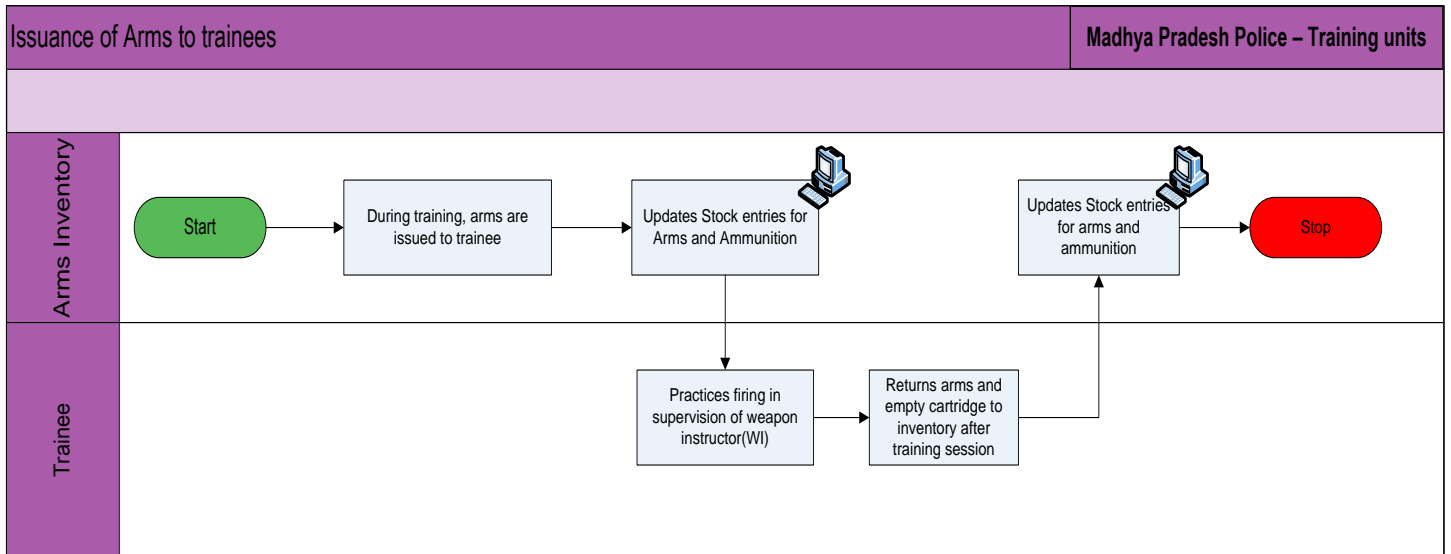 Issuance of Arms to trainees
Madhya Pradesh Police – Training units
Arms Inventory
Start
During training, arms are
issued to trainee
Updates Stock entries for
Arms and Ammunition
Updates Stock entries
for arms and
ammunition
Stop
Trainee
Practices firing in
supervision of weapon
instructor(WI)
Returns arms and
empty cartridge to
inventory after
training session